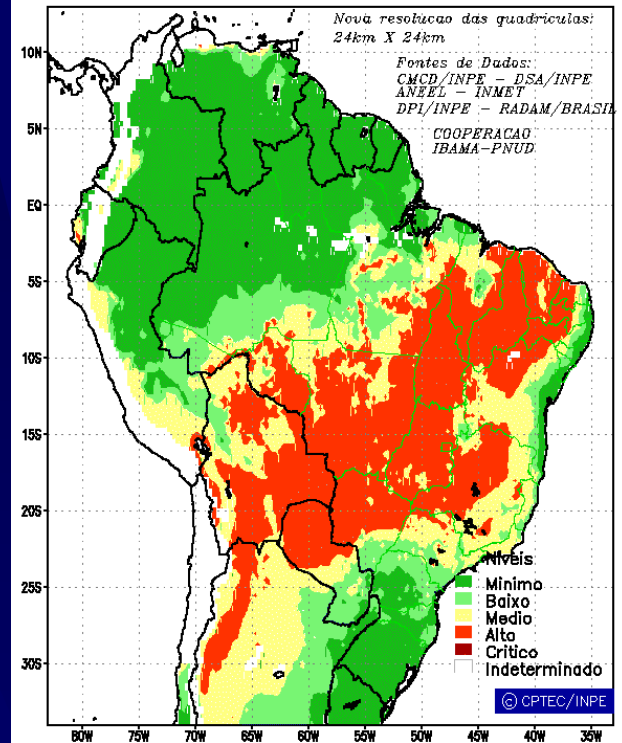 Nova resolucao das quadriculas:
24km X 24km
Fontes de Dados:
CMCD/INPE - DSA/INPE
ANEEL - INMET
DPI/INPE - RADAM/BRASIL
COOPERACAO
IBAMA-PNUD
10N
5N
EQ
5S
10S
15S
20S
25S
30S
Niveis
Minimo
Baixo
Medio
Alto
Critico
Indeterminado
© CPTEC/INPE
80W 75W 70W 65W 60W 55W 50W 45W 40W 35W